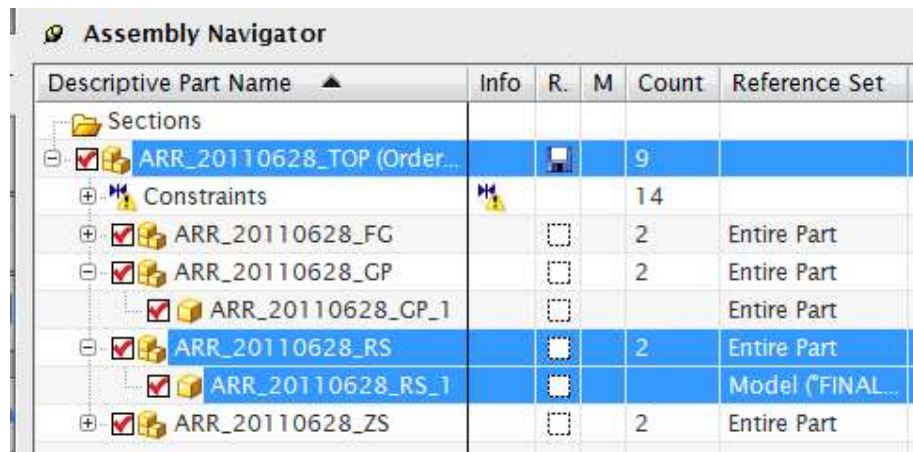 Assembly Navigator
Descriptive Part Name Info R. M Count Reference Set
Sections
ARR_20110628_TOP (Order... 9
Constraints 14
ARR_20110628_FG 2 Entire Part
ARR_20110628_GP 2 Entire Part
ARR_20110628_GP_1 Entire Part
ARR_20110628_RS 2 Entire Part
ARR_20110628_RS_1 Model ("FINAL...
ARR_20110628_ZS 2 Entire Part